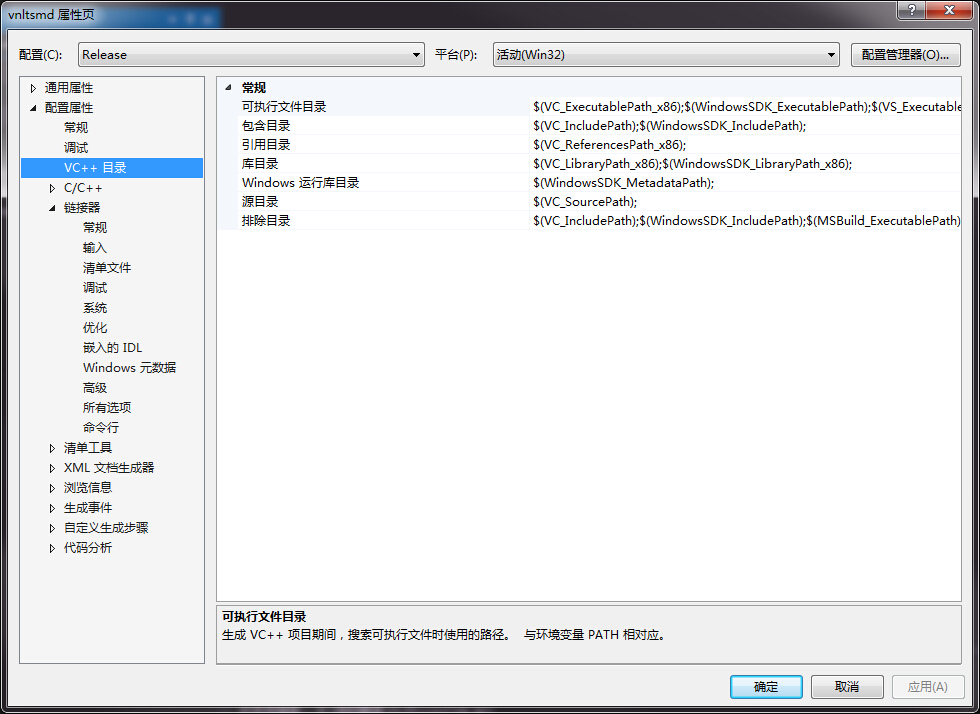 vnltsmd 属性页
配置(C): Release 平台(P): 活动(Win32) 配置管理器(O)...
通用属性
配置属性
常规
调试
VC++ 目录
C/C++
链接器
常规
输入
清单文件
调试
系统
优化
嵌入的 IDL
Windows 元数据
高级
所有选项
命令行
清单工具
XML 文档生成器
浏览信息
生成事件
自定义生成步骤
代码分析
常规
可执行文件目录 $(VC_ExecutablePath_x86);$(WindowsSDK_ExecutablePath);$(VS_Executable
包含目录 $(VC_IncludePath);$(WindowsSDK_IncludePath);
引用目录 $(VC_ReferencesPath_x86);
库目录 $(VC_LibraryPath_x86);$(WindowsSDK_LibraryPath_x86);
Windows 运行库目录 $(WindowsSDK_MetadataPath);
源目录 $(VC_SourcePath);
排除目录 $(VC_IncludePath);$(WindowsSDK_IncludePath);$(MSBuild_ExecutablePath)
可执行文件目录
生成 VC++ 项目期间，搜索可执行文件时使用的路径。 与环境变量 PATH 相对应。
确定 取消 应用(A)